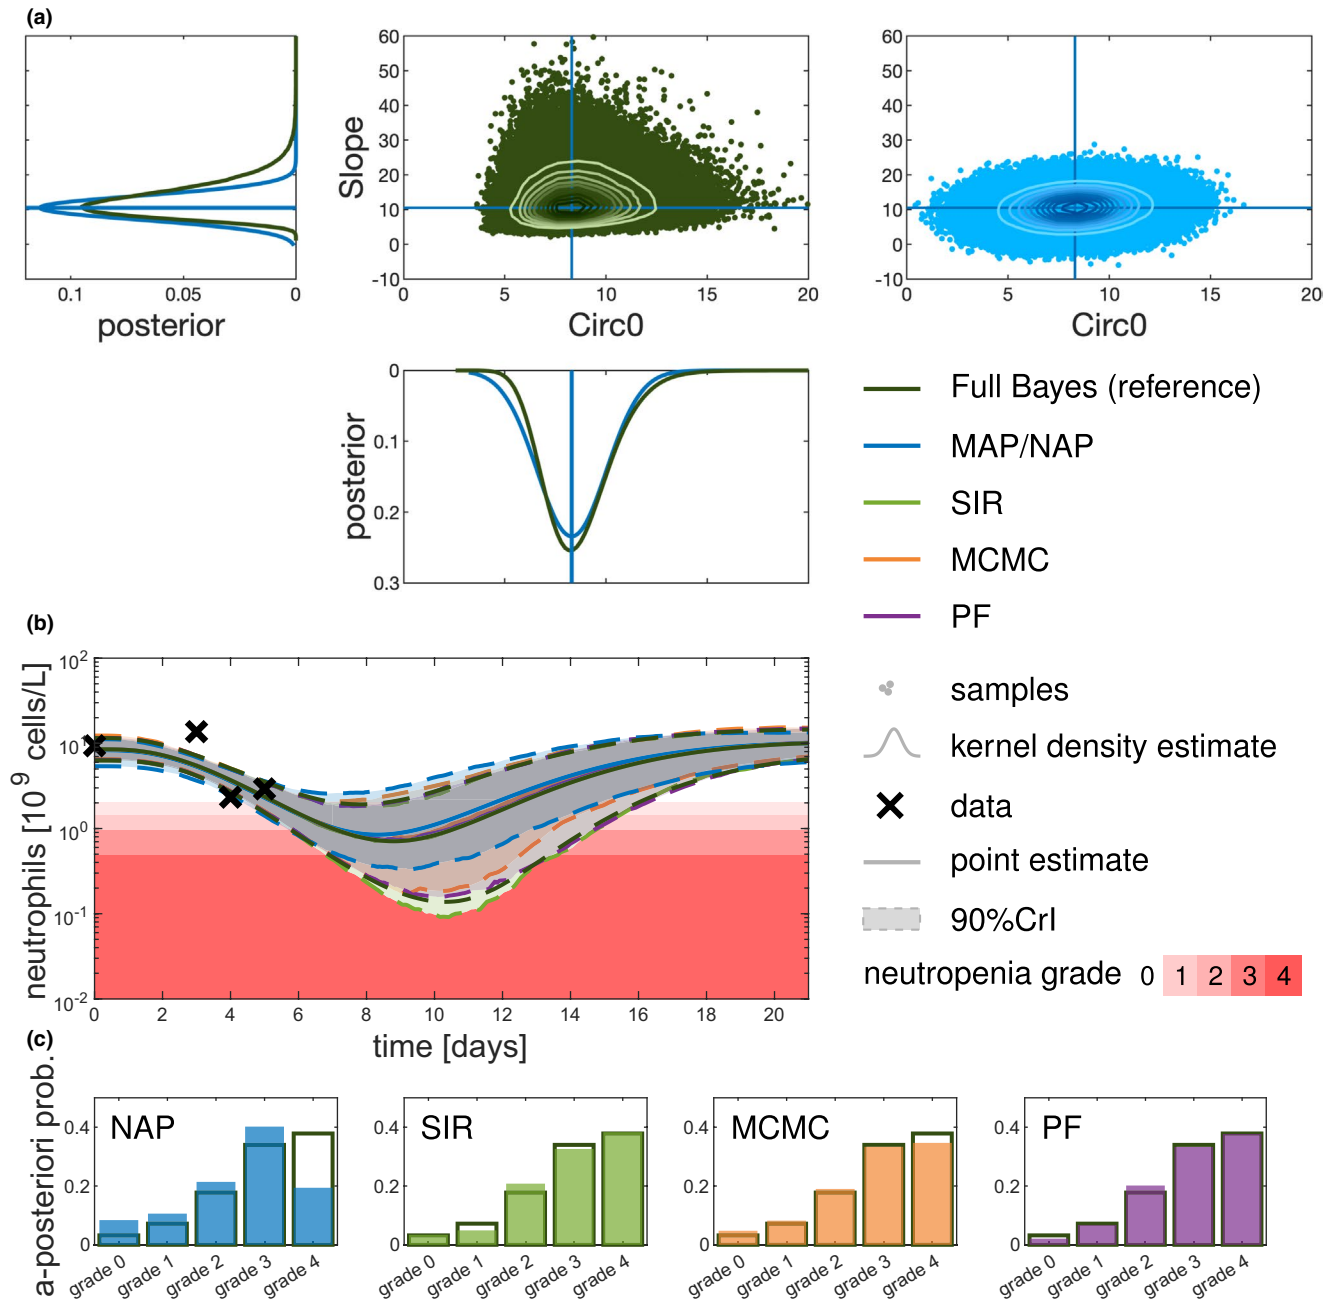 (a)
60
50
40
30
20
10
0
-10
Slope
60
50
40
30
20
10
0
-10
0.1 0.05 0
posterior
0 5 10 15 20
Circ0
0 5 10 15 20
Circ0
0
0.1
0.2
0.3
posterior
Full Bayes (reference)
MAP/NAP
SIR
MCMC
PF
samples
kernel density estimate
data
point estimate
90%CrI
neutropenia grade 0 1 2 3 4
(b)
neutrophils [10^9 cells/L]
10^2
10^1
10^0
10^-1
10^-2
0 2 4 6 8 10 12 14 16 18 20
time [days]
(c)
a-posteriori prob.
NAP
0.4
0.2
0
grade 0 grade 1 grade 2 grade 3 grade 4
SIR
0.4
0.2
0
grade 0 grade 1 grade 2 grade 3 grade 4
MCMC
0.4
0.2
0
grade 0 grade 1 grade 2 grade 3 grade 4
PF
0.4
0.2
0
grade 0 grade 1 grade 2 grade 3 grade 4